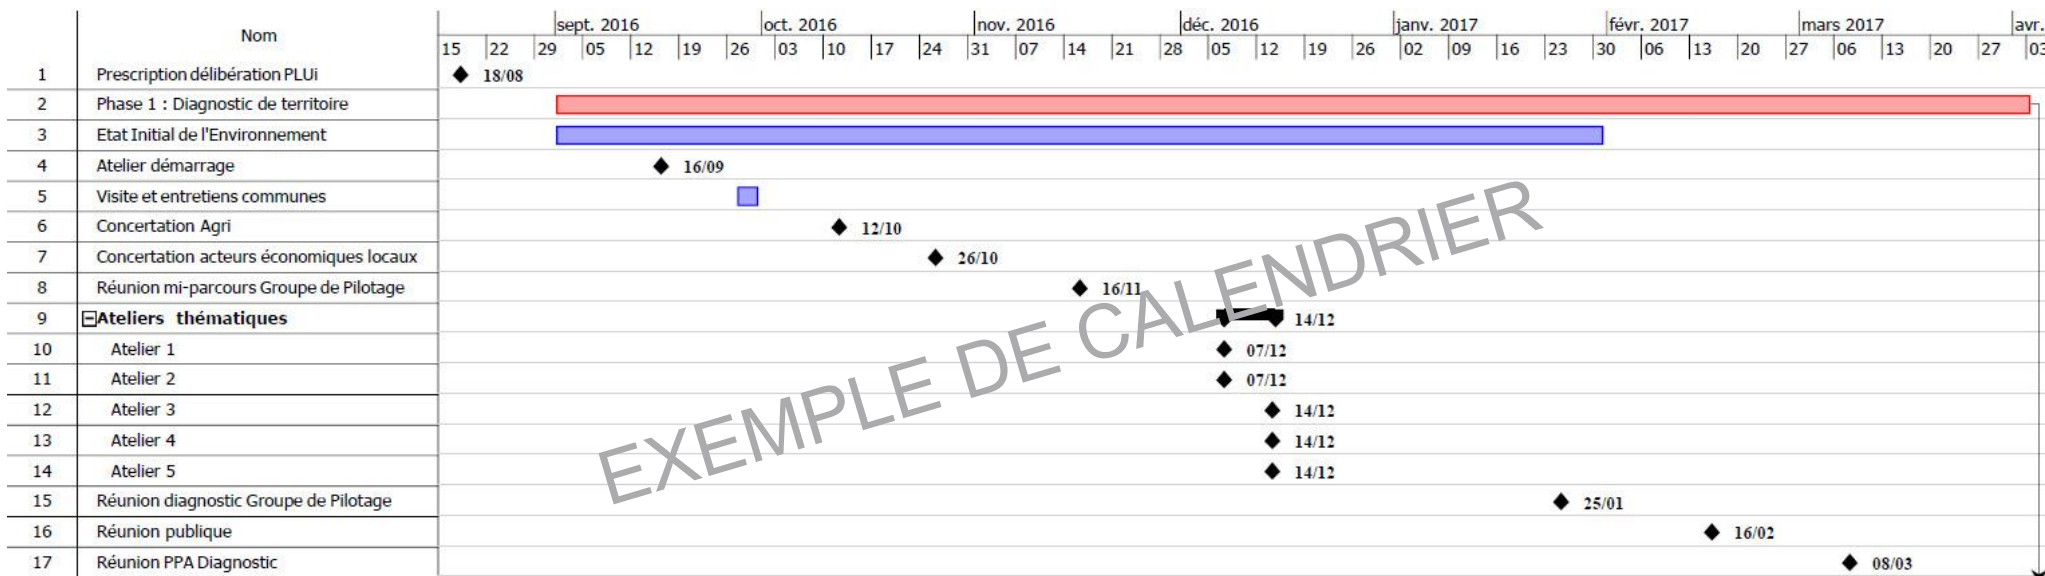 Nom
sept. 2016 oct. 2016 nov. 2016 déc. 2016 janv. 2017 févr. 2017 mars 2017 avr.
15 22 29 05 12 19 26 03 10 17 24 31 07 14 21 28 05 12 19 26 02 09 16 23 30 06 13 20 27 06 13 20 27 03
1 Prescription délibération PLUi 18/08
2 Phase 1 : Diagnostic de territoire
3 Etat Initial de l'Environnement
4 Atelier démarrage 16/09
5 Visite et entretiens communes
6 Concertation Agri 12/10
7 Concertation acteurs économiques locaux 26/10
8 Réunion mi-parcours Groupe de Pilotage 16/11
9 Ateliers thématiques 14/12
10 Atelier 1 07/12
11 Atelier 2 07/12
12 Atelier 3 14/12
13 Atelier 4 14/12
14 Atelier 5 14/12
15 Réunion diagnostic Groupe de Pilotage 25/01
16 Réunion publique 16/02
17 Réunion PPA Diagnostic 08/03
EXEMPLE DE CALENDRIER